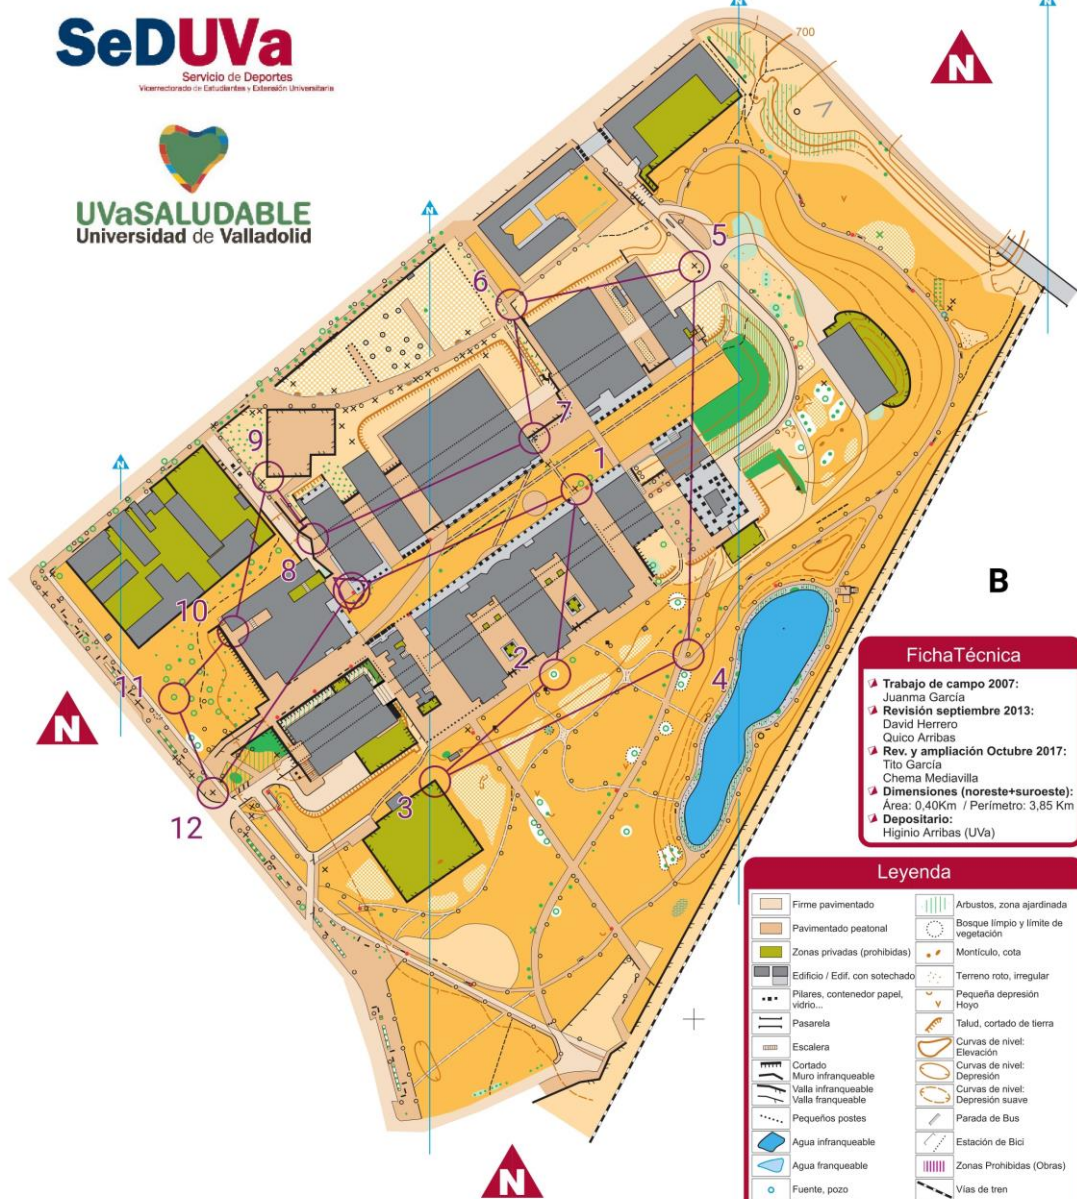 SeDUVa
Servicio de Deportes
Vicerrectorado de Estudiantes y Extensión Universitaria
UVaSALUDABLE
Universidad de Valladolid
N
N
N
700
N
5
N
6
7
9
1
N
8
10
B
2
4
11
N
3
12
FichaTécnica
Trabajo de campo 2007:
Juanma García
Revisión septiembre 2013:
David Herrero
Quico Arribas
Rev. y ampliación Octubre 2017:
Tito García
Chema Mediavilla
Dimensiones (noreste+suroeste):
Área: 0,40Km / Perímetro: 3,85 Km
Depositario:
Higinio Arribas (UVa)
Leyenda
Firme pavimentado
Pavimentado peatonal
Zonas privadas (prohibidas)
Edificio / Edif. con sotechado
Pilares, contenedor papel,
vidrio...
Pasarela
Escalera
Cortado
Muro infranqueable
Valla infranqueable
Valla franqueable
Pequeños postes
Agua infranqueable
Agua franqueable
Fuente, pozo
Arbustos, zona ajardinada
Bosque límpio y límite de
vegetación
Montículo, cota
Terreno roto, irregular
Pequeña depresión
Hoyo
Talud, cortado de tierra
Curvas de nivel:
Elevación
Curvas de nivel:
Depresión
Curvas de nivel:
Depresión suave
Parada de Bus
Estación de Bici
Zonas Prohibidas (Obras)
Vías de tren
N